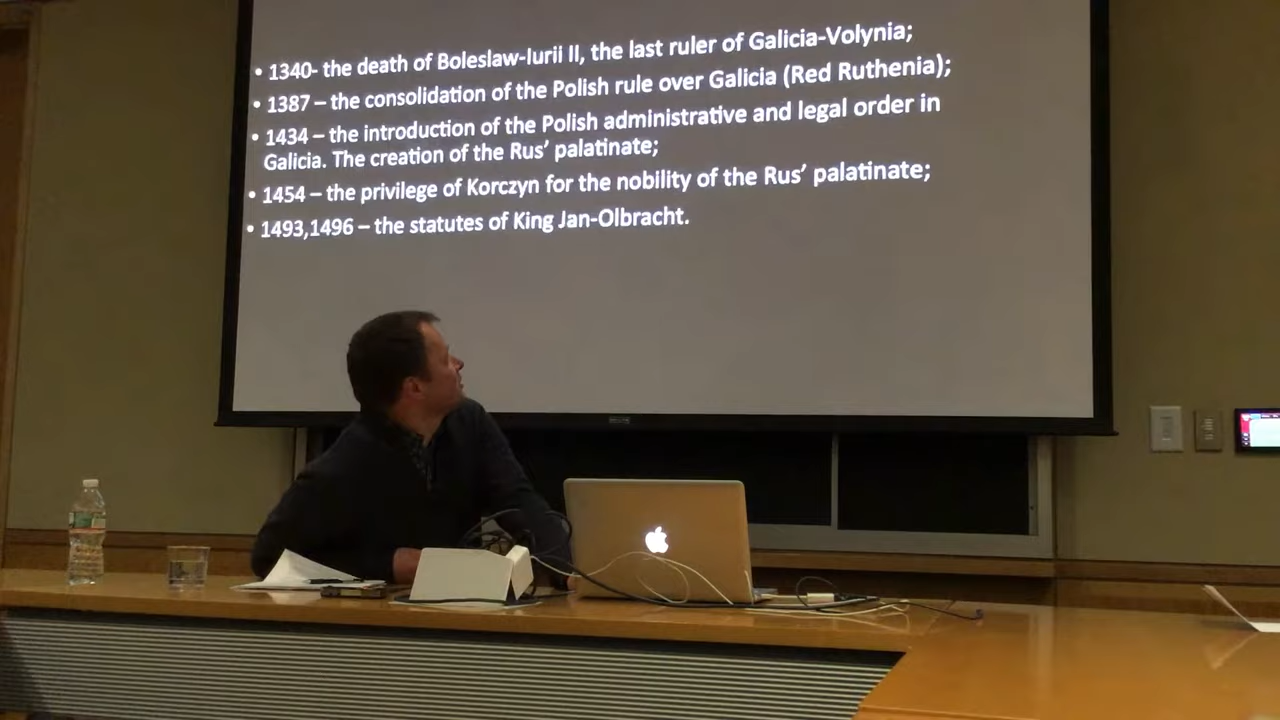 • 1340- the death of Boleslaw-Iurii II, the last ruler of Galicia-Volynia;
• 1387 – the consolidation of the Polish rule over Galicia (Red Ruthenia);
• 1434 – the introduction of the Polish administrative and legal order in
Galicia. The creation of the Rus’ palatinate;
• 1454 – the privilege of Korczyn for the nobility of the Rus’ palatinate;
• 1493,1496 – the statutes of King Jan-Olbracht.